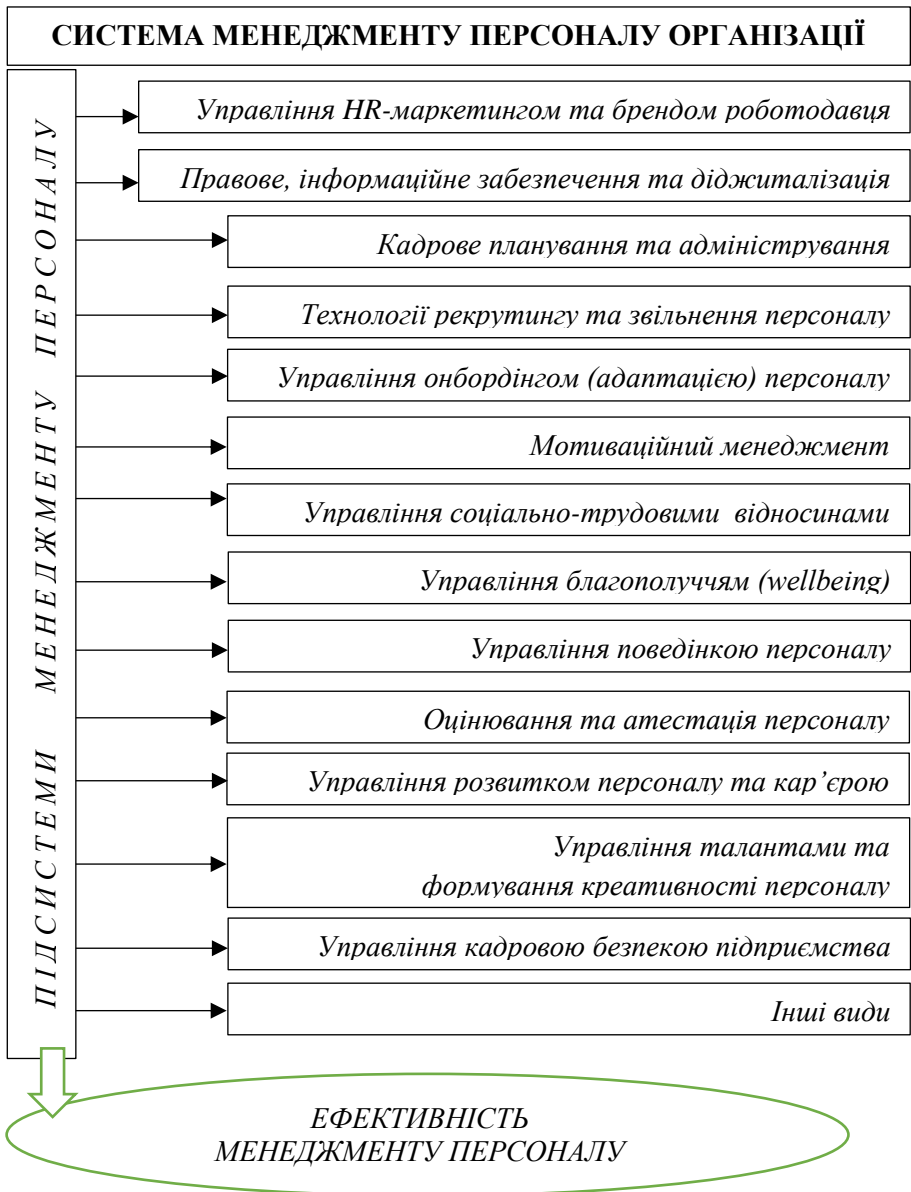 СИСТЕМА МЕНЕДЖМЕНТУ ПЕРСОНАЛУ ОРГАНІЗАЦІЇ
ПІДСИСТЕМИ МЕНЕДЖМЕНТУ ПЕРСОНАЛУ
Управління HR-маркетингом та брендом роботодавця
Правове, інформаційне забезпечення та діджиталізація
Кадрове планування та адміністрування
Технології рекрутингу та звільнення персоналу
Управління онбордінгом (адаптацією) персоналу
Мотиваційний менеджмент
Управління соціально-трудовими відносинами
Управління благополуччям (wellbeing)
Управління поведінкою персоналу
Оцінювання та атестація персоналу
Управління розвитком персоналу та кар’єрою
Управління талантами та
формування креативності персоналу
Управління кадровою безпекою підприємства
Інші види
ЕФЕКТИВНІСТЬ
МЕНЕДЖМЕНТУ ПЕРСОНАЛУ